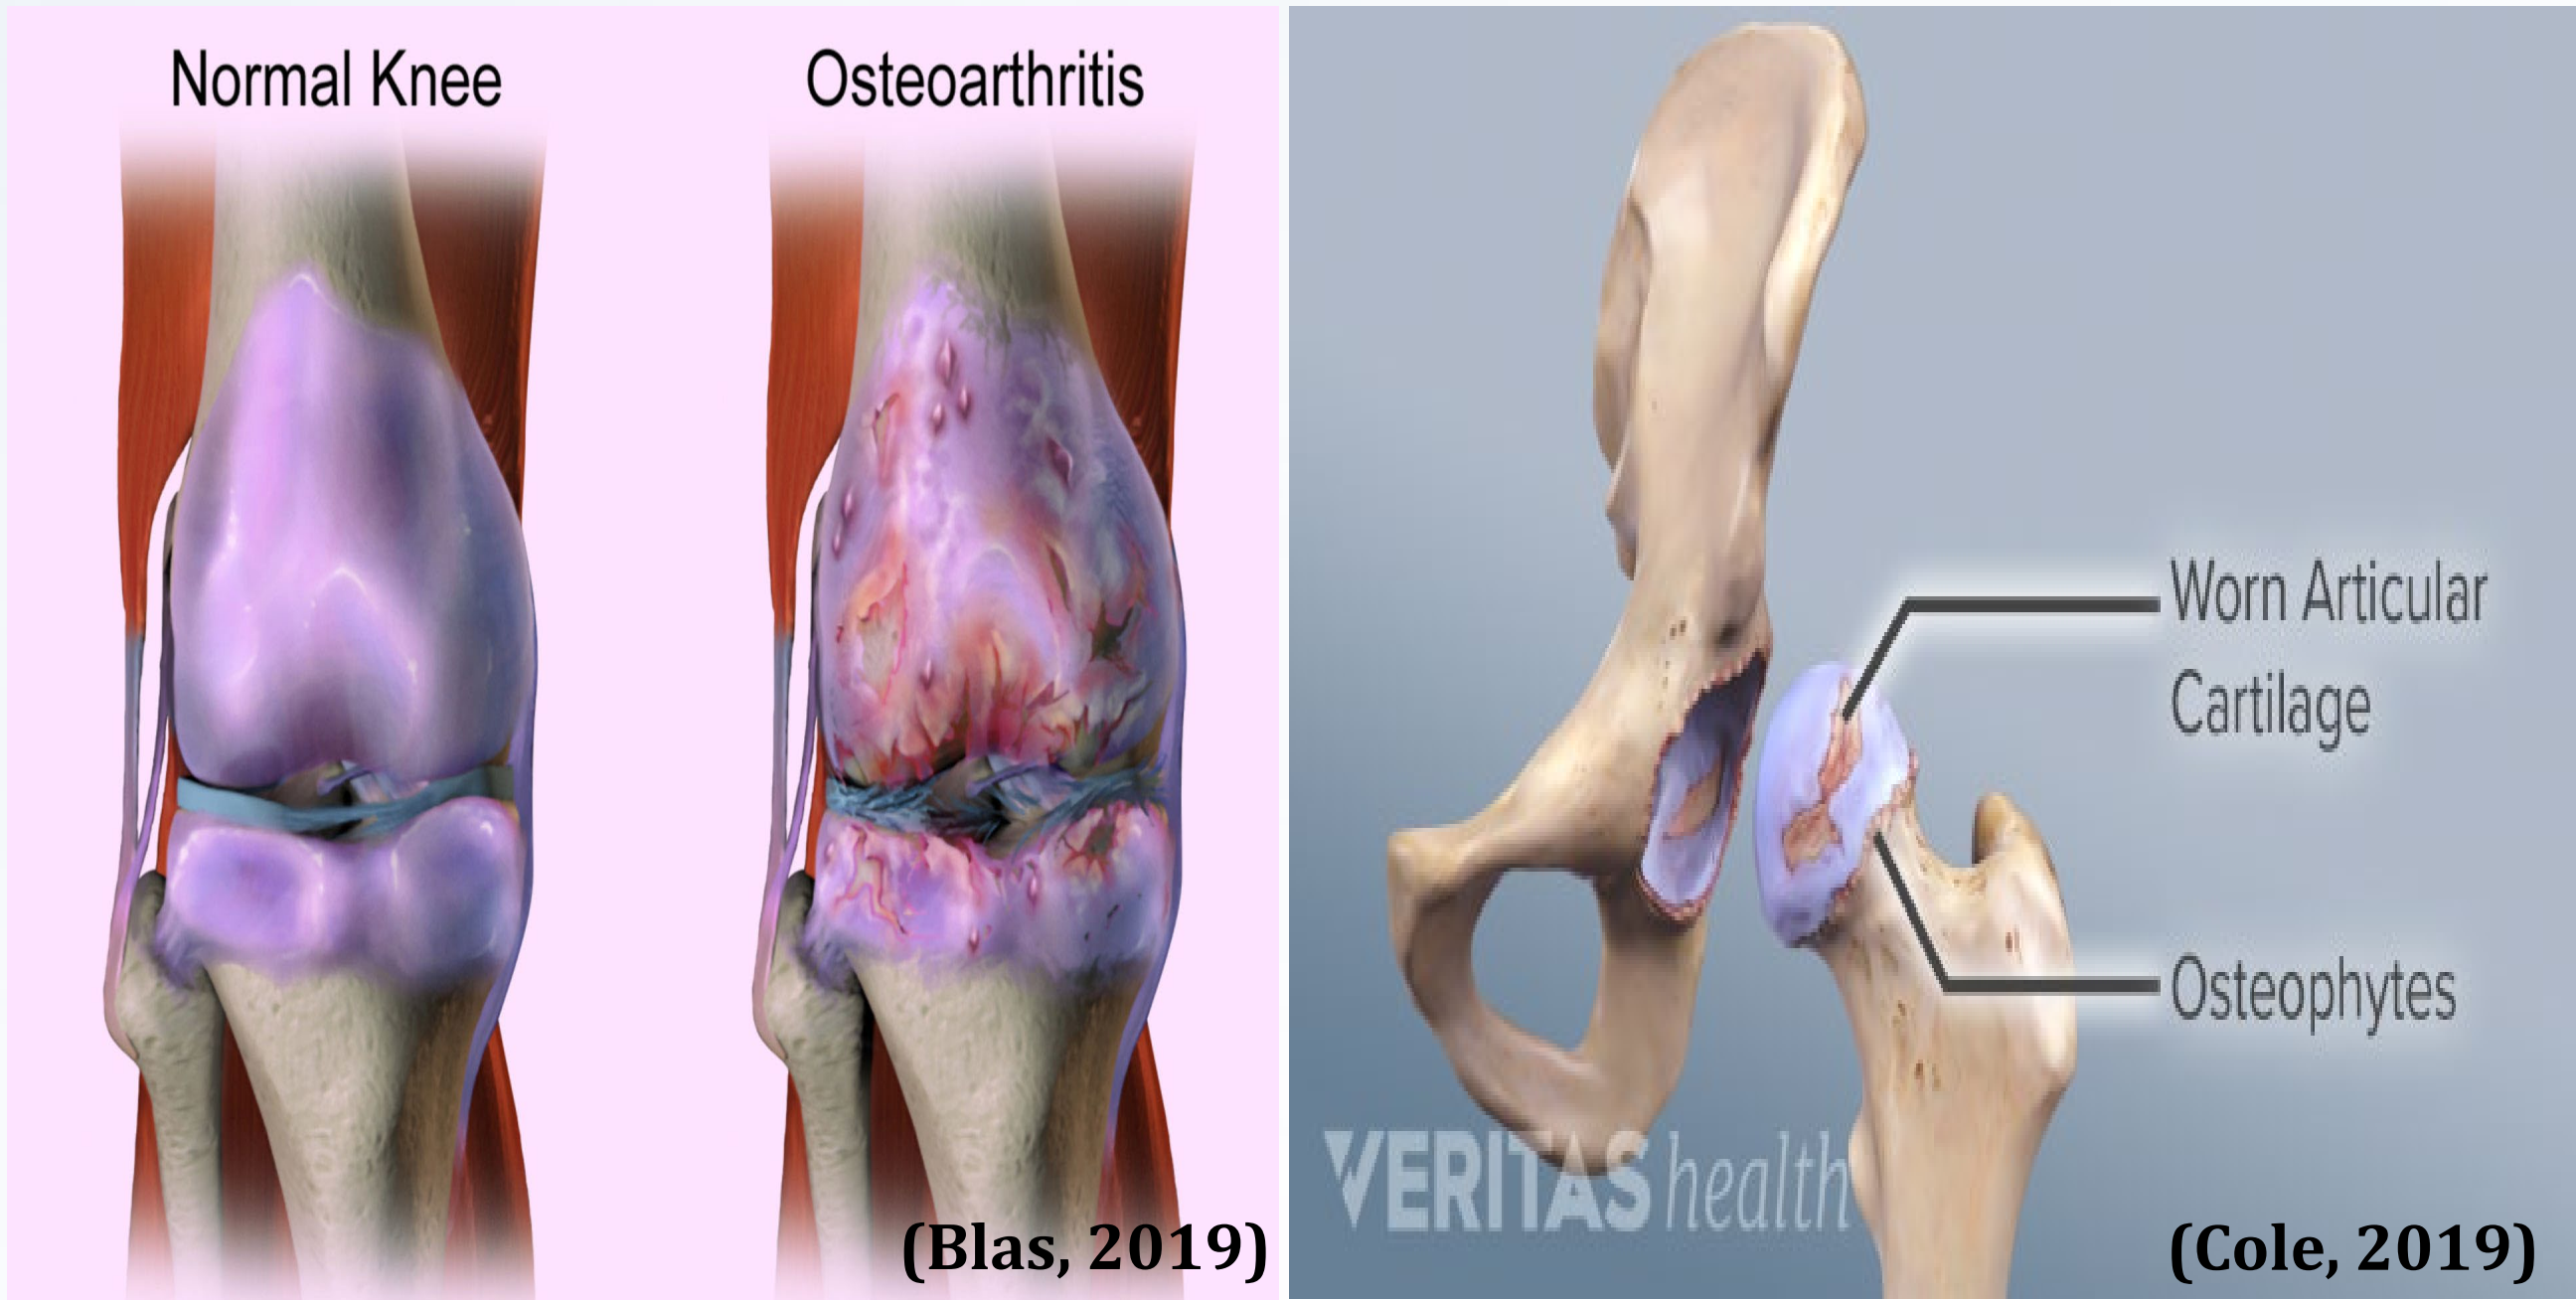 Normal Knee
Osteoarthritis
(Blas, 2019)
Worn Articular
Cartilage
Osteophytes
VERITAS health
(Cole, 2019)